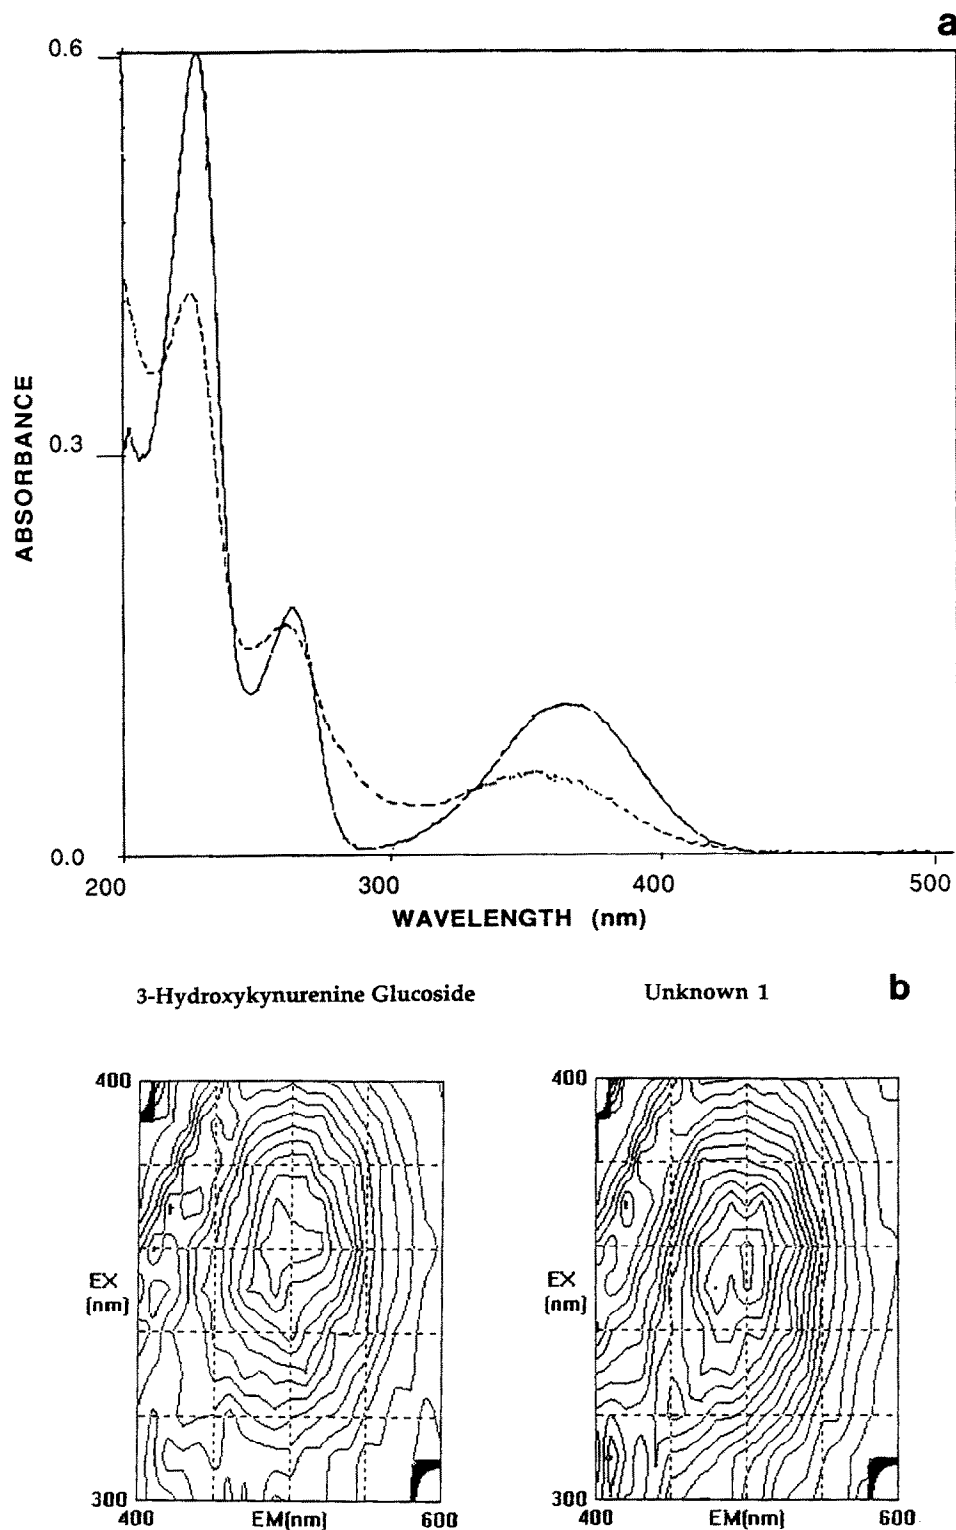 a
0.6
0.3
0.0
ABSORBANCE
200 300 400 500
WAVELENGTH (nm)
3-Hydroxykynurenine Glucoside
Unknown 1
b
400
EX
(nm)
300
400 EM(nm) 600
400
EX
(nm)
300
400 EM(nm) 600